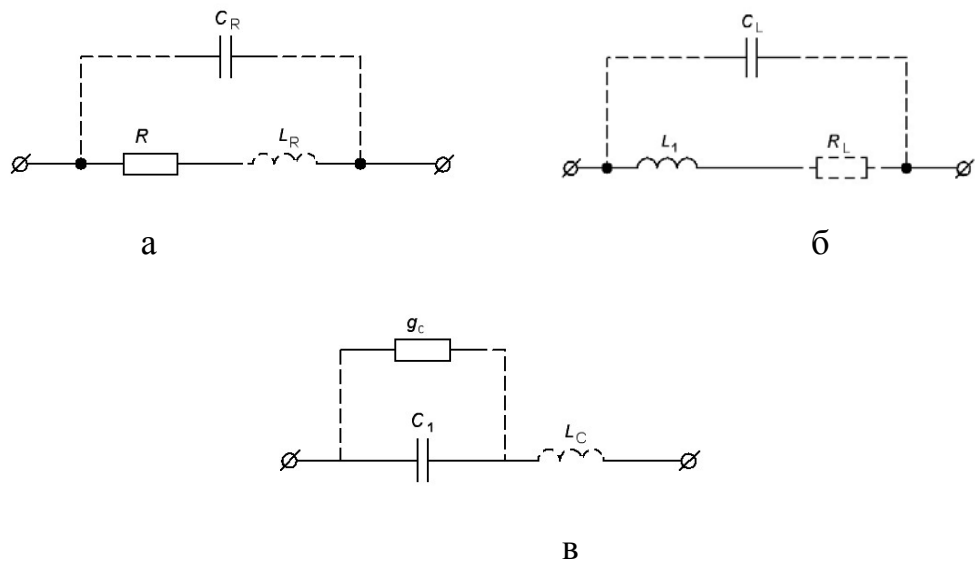 C_R
R L_R
а
C_L
L_1 R_L
б
g_c
C_1
L_C
в